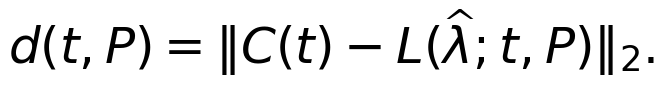 d(t, P) = ‖C(t) − L(λ̂; t, P)‖₂.